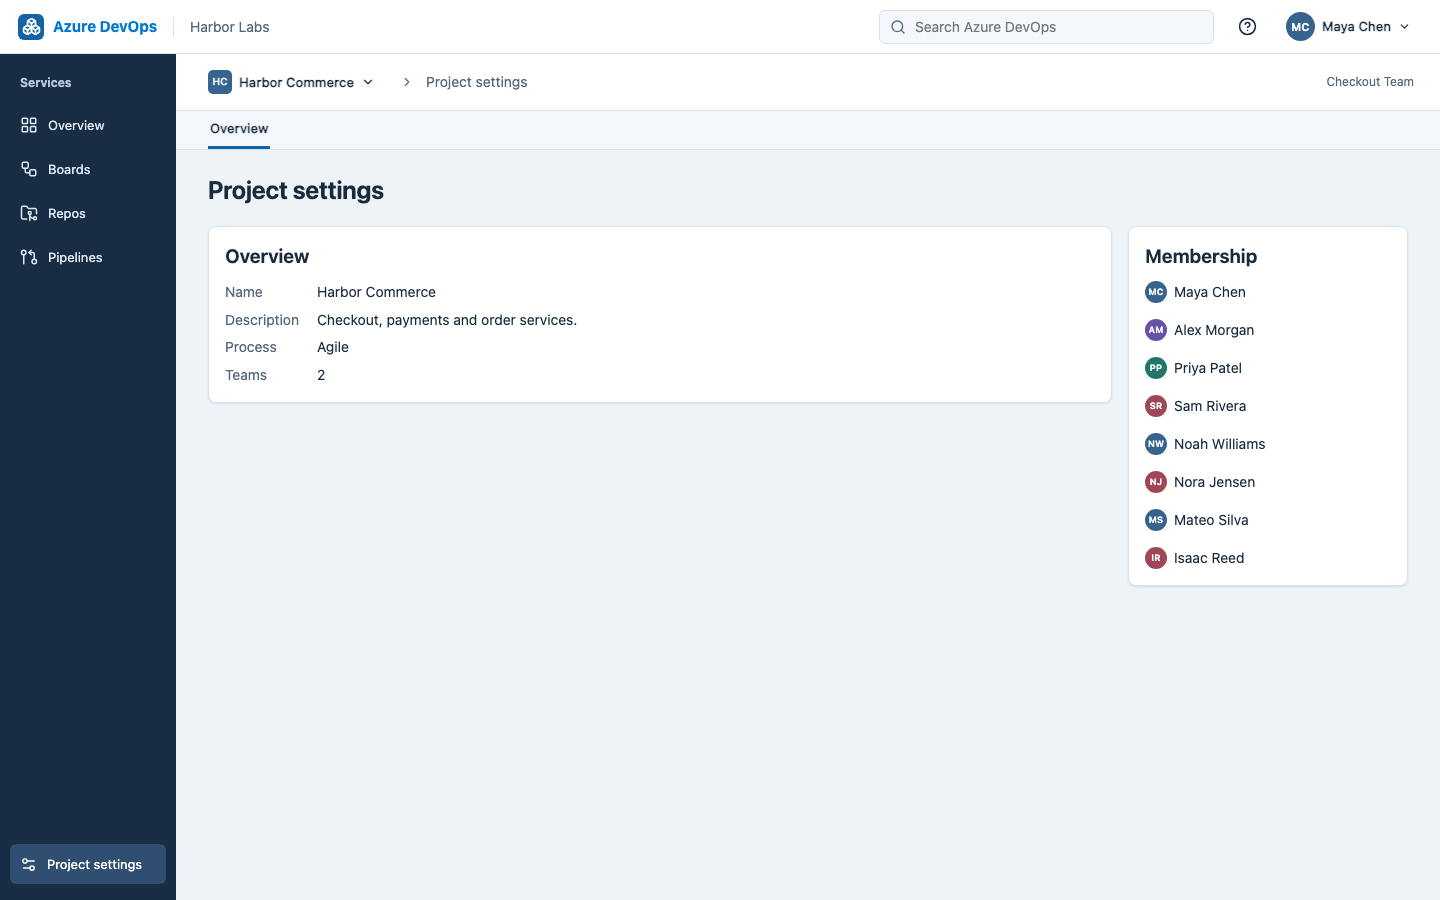 Azure DevOps
Harbor Labs
Search Azure DevOps
MC Maya Chen
Services
Overview
Boards
Repos
Pipelines
Project settings
HC Harbor Commerce
Project settings
Checkout Team
Overview
Project settings
Overview
Name Harbor Commerce
Description Checkout, payments and order services.
Process Agile
Teams 2
Membership
MC Maya Chen
AM Alex Morgan
PP Priya Patel
SR Sam Rivera
NW Noah Williams
NJ Nora Jensen
MS Mateo Silva
IR Isaac Reed